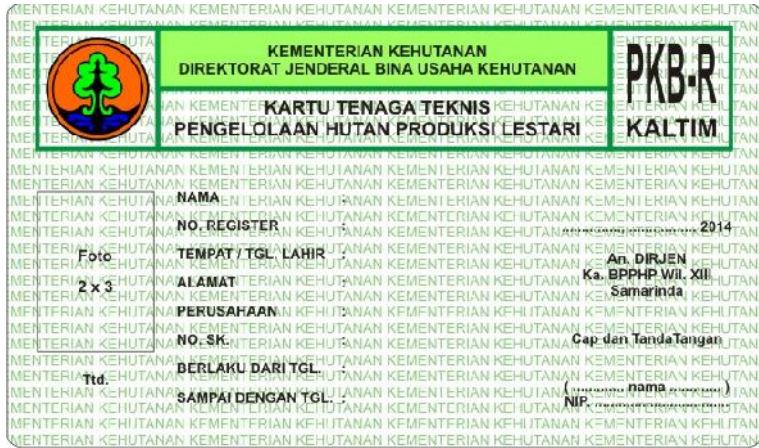 KEMENTERIAN KEHUTANAN
DIREKTORAT JENDERAL BINA USAHA KEHUTANAN
KARTU TENAGA TEKNIS
PENGELOLAAN HUTAN PRODUKSI LESTARI
PKB-R
KALTIM
Foto
2 x 3
Ttd.
NAMA :
NO. REGISTER :
TEMPAT / TGL. LAHIR :
ALAMAT :
PERUSAHAAN :
NO. SK. :
BERLAKU DARI TGL. :
SAMPAI DENGAN TGL. :
................, ................... 2014
An. DIRJEN
Ka. BPPHP Wil. XII
Samarinda
Cap dan TandaTangan
( ............. nama ............. )
NIP. ..................................